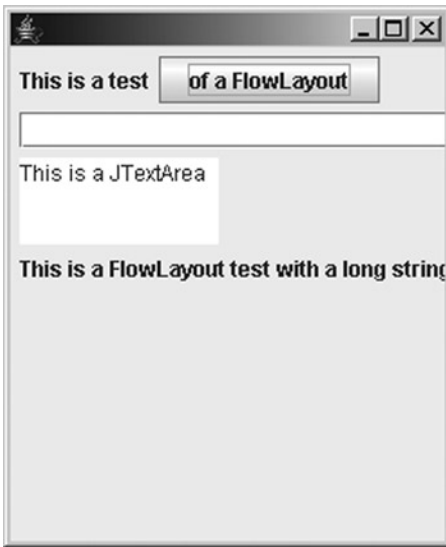 This is a test of a FlowLayout
This is a JTextArea
This is a FlowLayout test with a long string